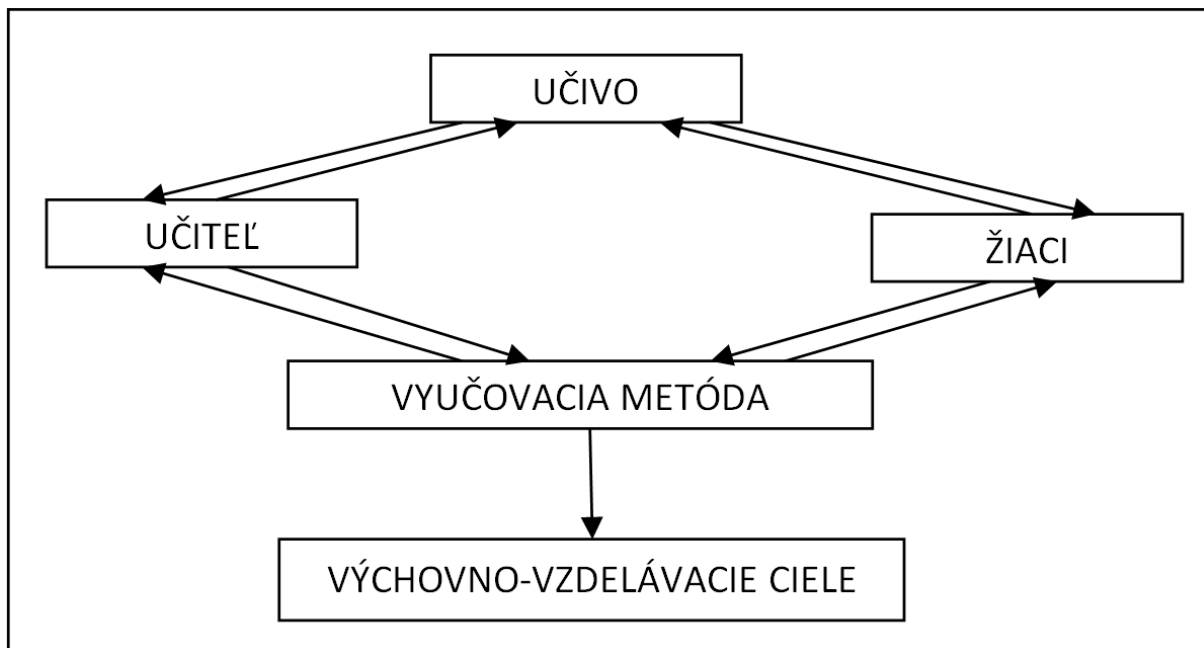 UČIVO
UČITEĽ
ŽIACI
VYUČOVACIA METÓDA
VÝCHOVNO-VZDELÁVACIE CIELE